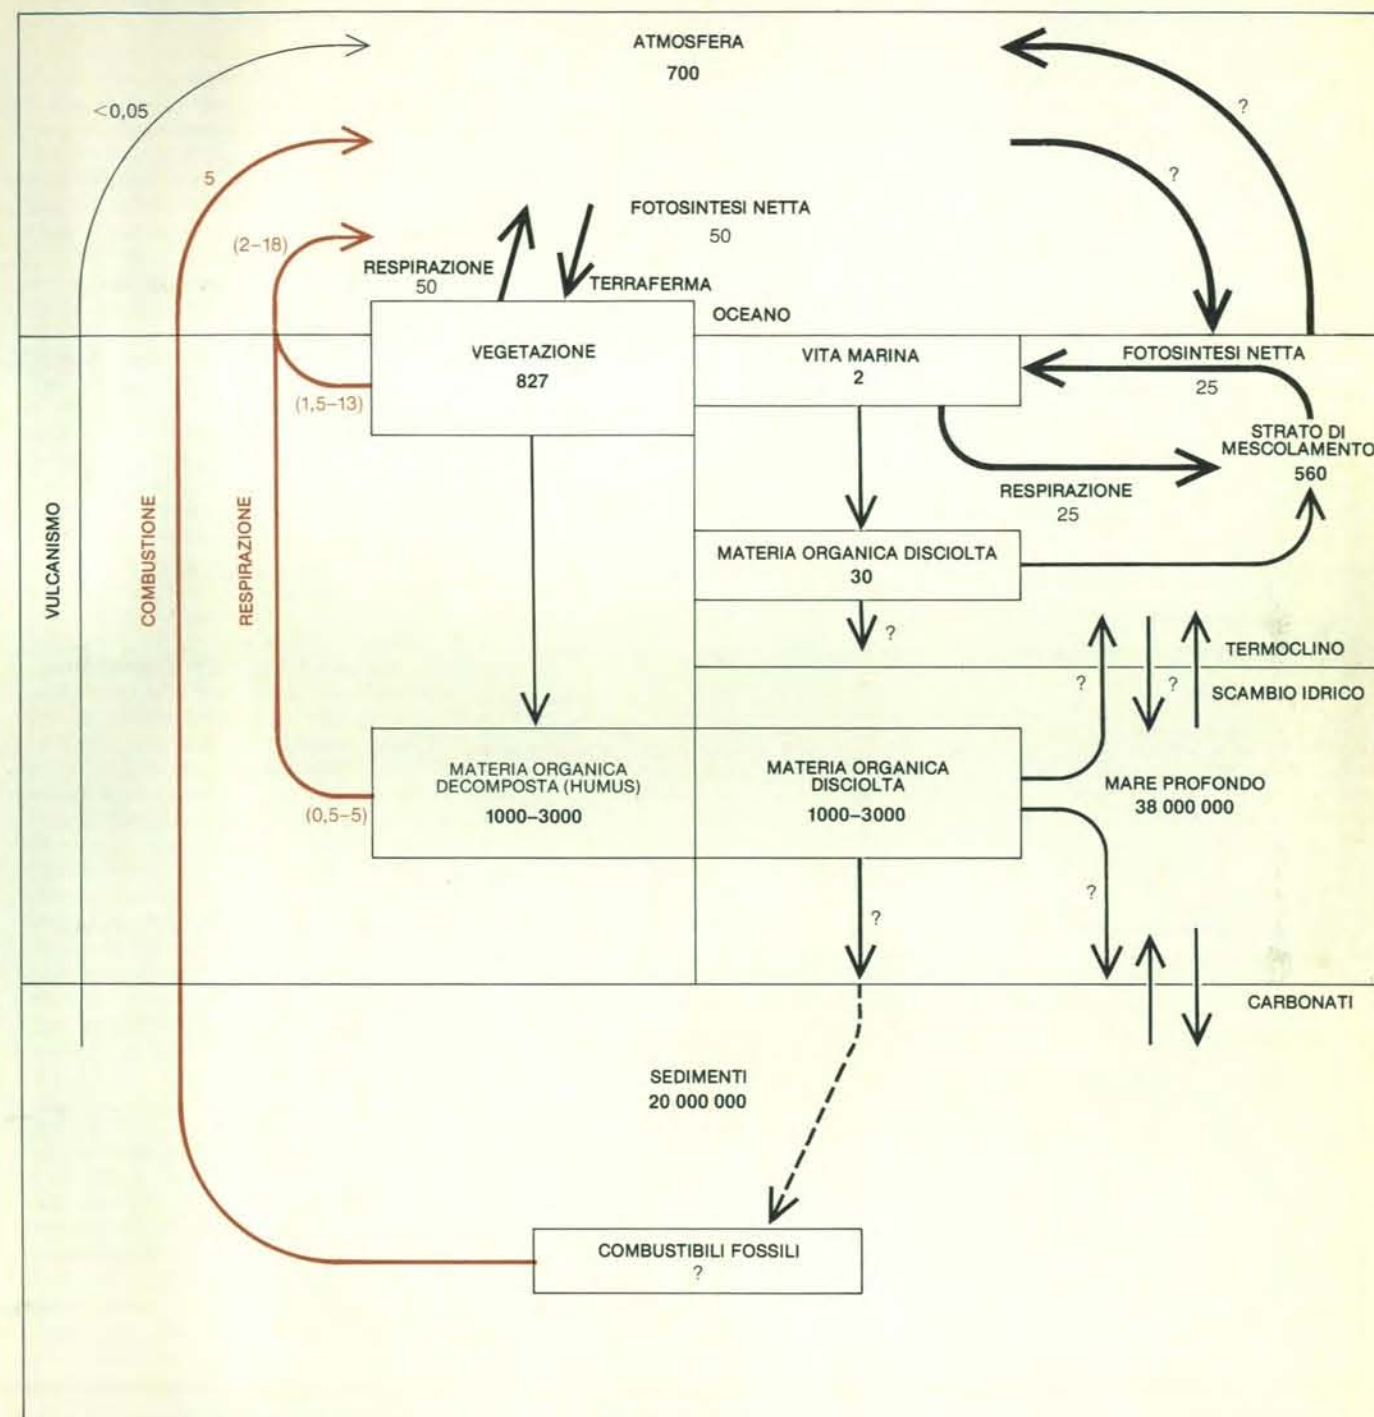 ATMOSFERA
700
<0,05
?
5
?
(2–18)
FOTOSINTESI NETTA
50
RESPIRAZIONE
50
TERRAFERMA
OCEANO
VEGETAZIONE
827
VITA MARINA
2
FOTOSINTESI NETTA
25
(1,5–13)
STRATO DI
MESCOLAMENTO
560
RESPIRAZIONE
25
VULCANISMO
COMBUSTIONE
RESPIRAZIONE
MATERIA ORGANICA DISCIOLTA
30
?
TERMOCLINO
?
?
SCAMBIO IDRICO
MATERIA ORGANICA
DECOMPOSTA (HUMUS)
1000–3000
MATERIA ORGANICA
DISCIOLTA
1000–3000
MARE PROFONDO
38 000 000
(0,5–5)
?
?
CARBONATI
SEDIMENTI
20 000 000
COMBUSTIBILI FOSSILI
?